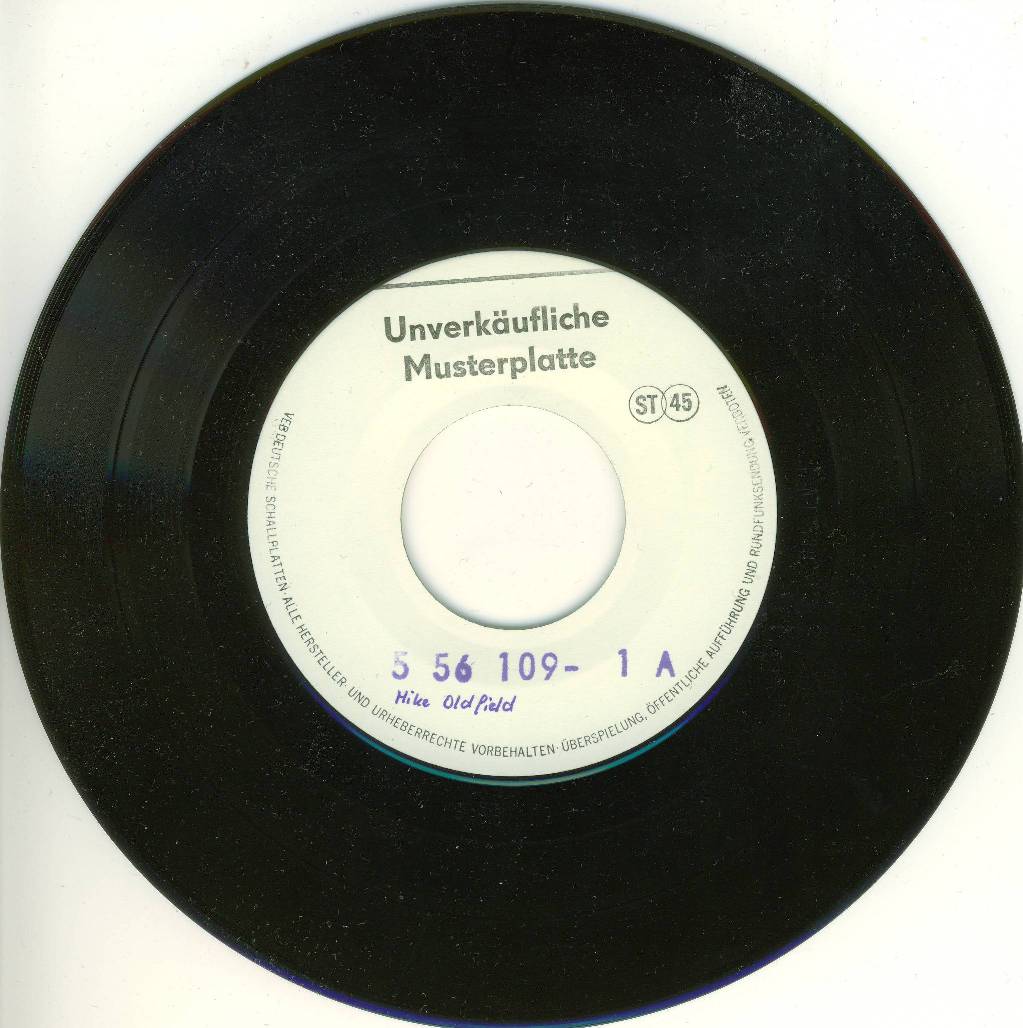 Unverkäufliche
Musterplatte
ST 45
VEB DEUTSCHE SCHALLPLATTEN · ALLE HERSTELLER- UND URHEBERRECHTE VORBEHALTEN · ÜBERSPIELUNG, ÖFFENTLICHE AUFFÜHRUNG UND RUNDFUNKSENDUNG VERBOTEN
5 56 109- 1 A
Mike Oldfield